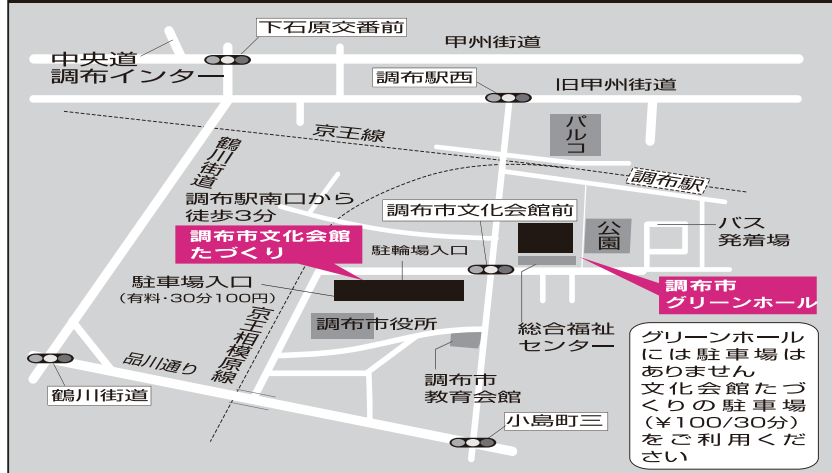 下石原交番前
甲州街道
中央道
調布インター
調布駅西
旧甲州街道
パルコ
京王線
鶴川街道
調布駅
調布駅南口から
徒歩3分
調布市文化会館前
公園
バス
発着場
調布市文化会館
たづくり
駐輪場入口
駐車場入口
(有料・30分100円)
調布市
グリーンホール
京王相模原線
調布市役所
総合福祉
センター
品川通り
調布市
教育会館
鶴川街道
小島町三
グリーンホール
には駐車場は
ありません
文化会館たづ
くりの駐車場
(¥100/30分)
をご利用くだ
さい